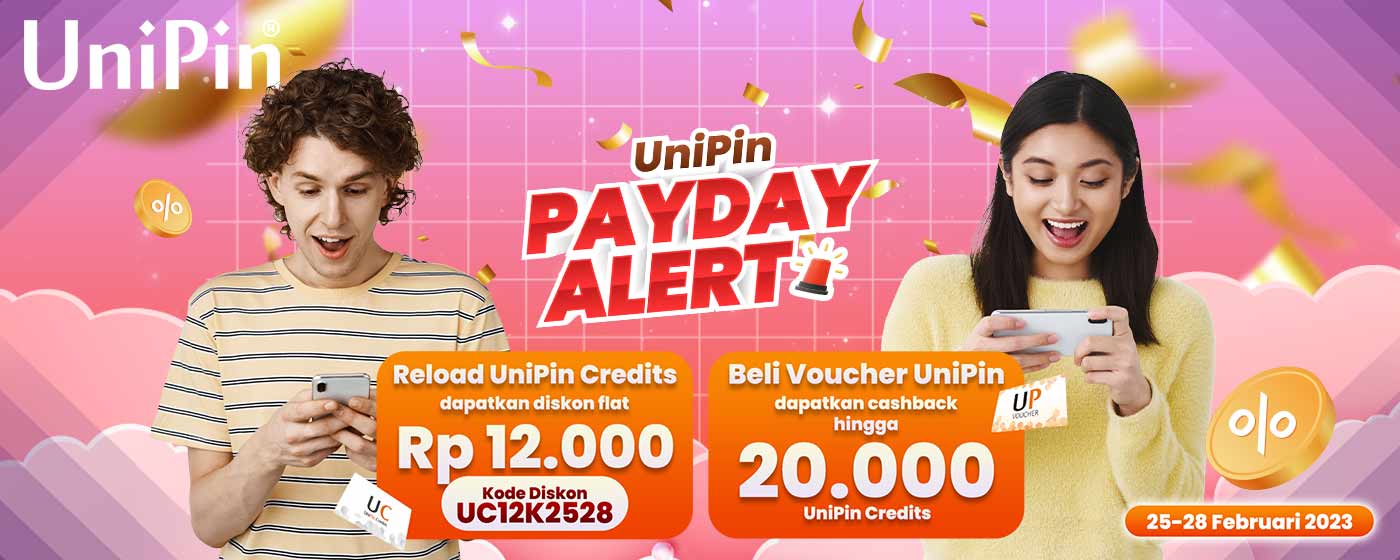 UniPin®
UniPin
PAYDAY
ALERT
Reload UniPin Credits
dapatkan diskon flat
Rp 12.000
Kode Diskon
UC12K2528
UC
Beli Voucher UniPin
dapatkan cashback
hingga
20.000
UniPin Credits
UP
VOUCHER
%
%
25-28 Februari 2023